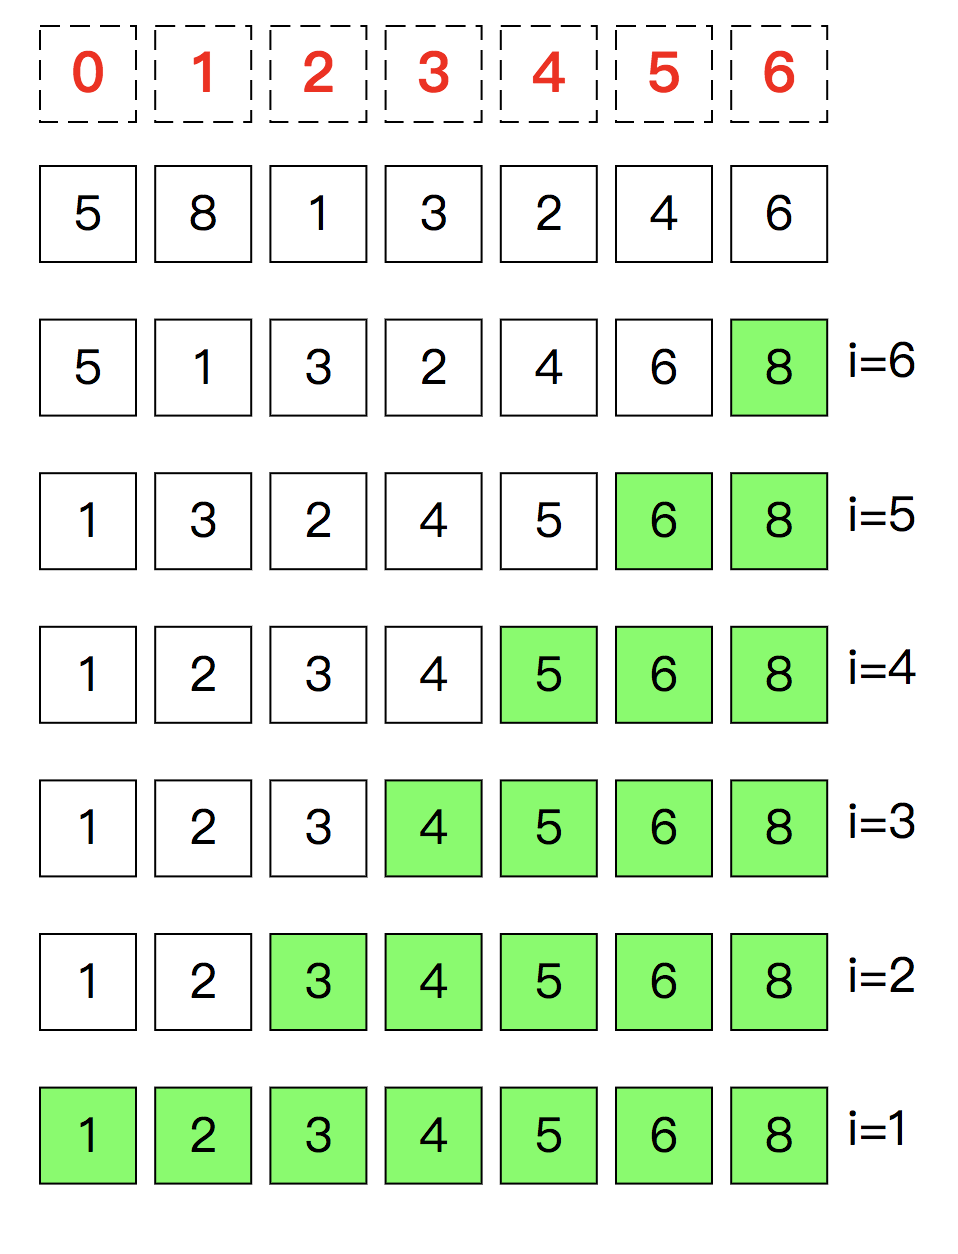 0 1 2 3 4 5 6
5 8 1 3 2 4 6
5 1 3 2 4 6 8 i=6
1 3 2 4 5 6 8 i=5
1 2 3 4 5 6 8 i=4
1 2 3 4 5 6 8 i=3
1 2 3 4 5 6 8 i=2
1 2 3 4 5 6 8 i=1